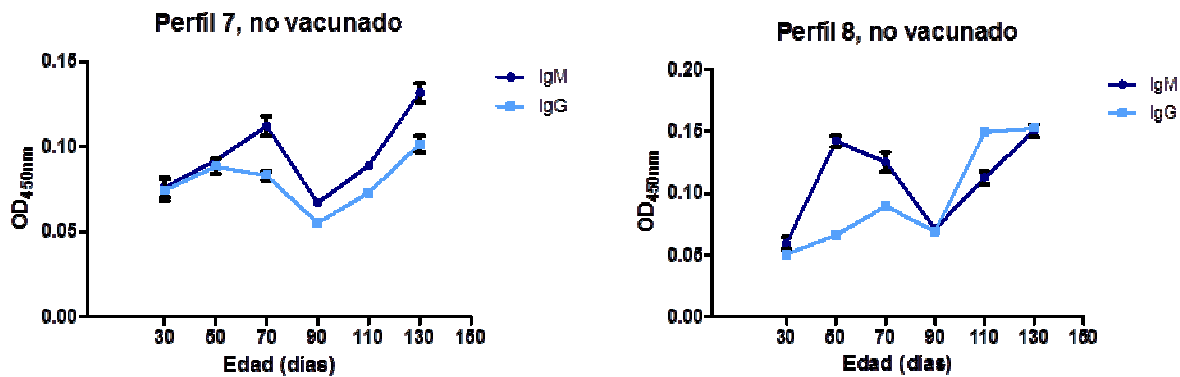 Perfíl 7, no vacunado
0.15
0.10
0.05
0.00
OD450nm
30 50 70 90 110 130 150
Edad (días)
IgM
IgG
Perfíl 8, no vacunado
0.20
0.15
0.10
0.05
0.00
OD450nm
30 50 70 90 110 130 150
Edad (días)
IgM
IgG